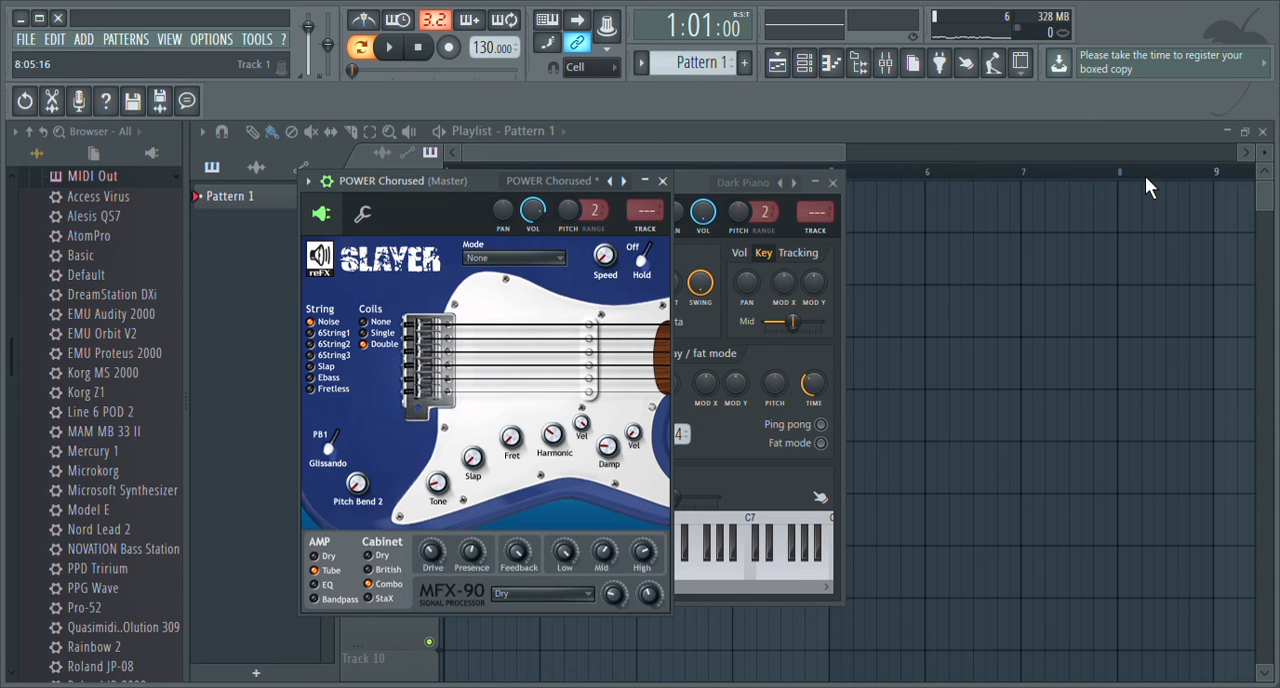 3.2.
1:01:00
B:S:T
6
328 MB
0
FILE EDIT ADD PATTERNS VIEW OPTIONS TOOLS ?
130.000
8:05:16
Track 1
Cell
Pattern 1
+
Please take the time to register your
boxed copy
Browser - All
Playlist - Pattern 1
MIDI Out
Access Virus
Alesis QS7
AtomPro
Basic
Default
DreamStation DXi
EMU Audity 2000
EMU Orbit V2
EMU Proteus 2000
Korg MS 2000
Korg Z1
Line 6 POD 2
MAM MB 33 II
Mercury 1
Microkorg
Microsoft Synthesizer
Model E
Nord Lead 2
NOVATION Bass Station
PPD Tririum
PPG Wave
Pro-52
Quasimidi..Olution 309
Rainbow 2
Roland JP-08
Pattern 1
+
6
7
8
9
POWER Chorused (Master)
POWER Chorused *
PAN
VOL
PITCH
RANGE
2
---
TRACK
reFX
SLAYER
Mode
None
Speed
Off
Hold
String
Noise
6String1
6String2
6String3
Slap
Ebass
Fretless
Coils
None
Single
Double
PB1
Glissando
Pitch Bend 2
Tone
Slap
Fret
Harmonic
Vel
Damp
Vel
AMP
Dry
Tube
EQ
Bandpass
Cabinet
Dry
British
Combo
StaX
Drive
Presence
Feedback
Low
Mid
High
MFX-90
SIGNAL PROCESSOR
Dry
Dark Piano
VOL
PITCH
RANGE
2
---
TRACK
Vol
Key
Tracking
SWING
PAN
MOD X
MOD Y
Mid
ay / fat mode
MOD X
MOD Y
PITCH
TIME
4
Ping pong
Fat mode
C7
Track 10